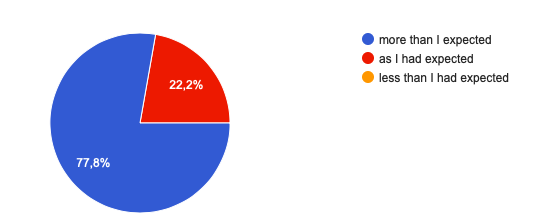 more than I expected
as I had expected
less than I had expected
22,2%
77,8%